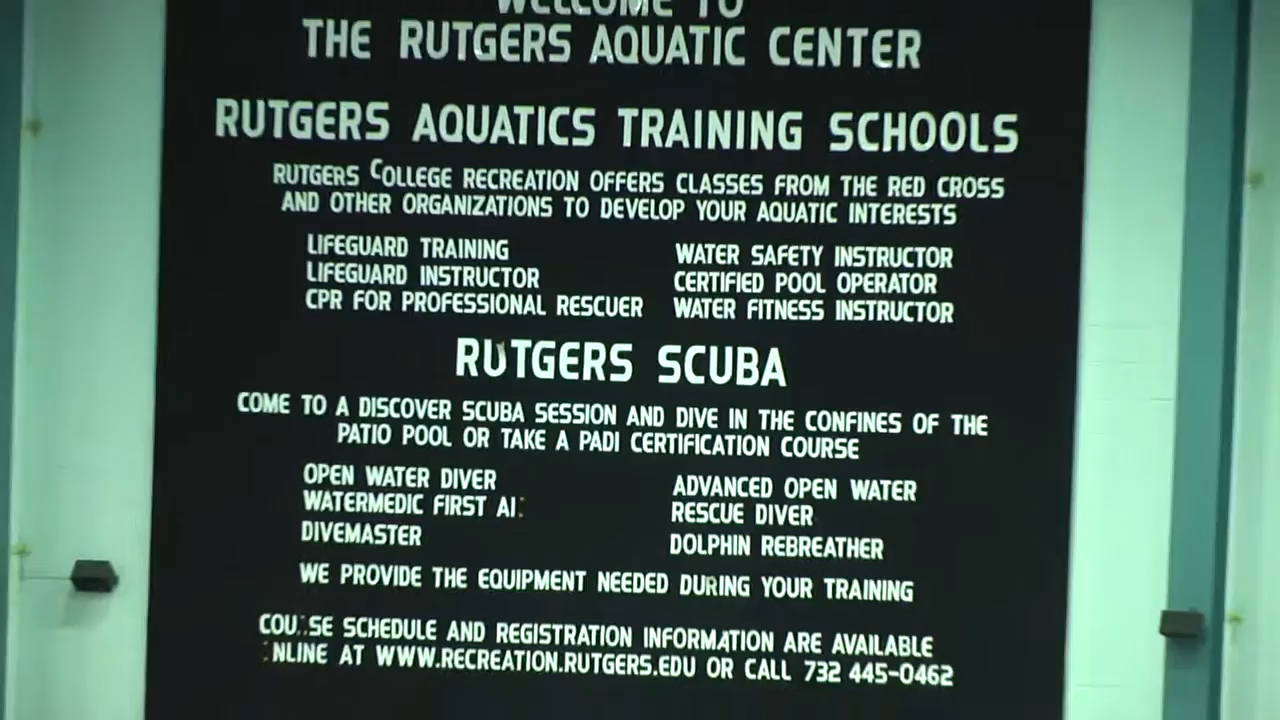 WELCOME TO
THE RUTGERS AQUATIC CENTER
RUTGERS AQUATICS TRAINING SCHOOLS
RUTGERS COLLEGE RECREATION OFFERS CLASSES FROM THE RED CROSS
AND OTHER ORGANIZATIONS TO DEVELOP YOUR AQUATIC INTERESTS
LIFEGUARD TRAINING WATER SAFETY INSTRUCTOR
LIFEGUARD INSTRUCTOR CERTIFIED POOL OPERATOR
CPR FOR PROFESSIONAL RESCUER WATER FITNESS INSTRUCTOR
RUTGERS SCUBA
COME TO A DISCOVER SCUBA SESSION AND DIVE IN THE CONFINES OF THE
PATIO POOL OR TAKE A PADI CERTIFICATION COURSE
OPEN WATER DIVER ADVANCED OPEN WATER
WATERMEDIC FIRST AI RESCUE DIVER
DIVEMASTER DOLPHIN REBREATHER
WE PROVIDE THE EQUIPMENT NEEDED DURING YOUR TRAINING
COU SE SCHEDULE AND REGISTRATION INFORMATION ARE AVAILABLE
NLINE AT WWW.RECREATION.RUTGERS.EDU OR CALL 732 445-0462